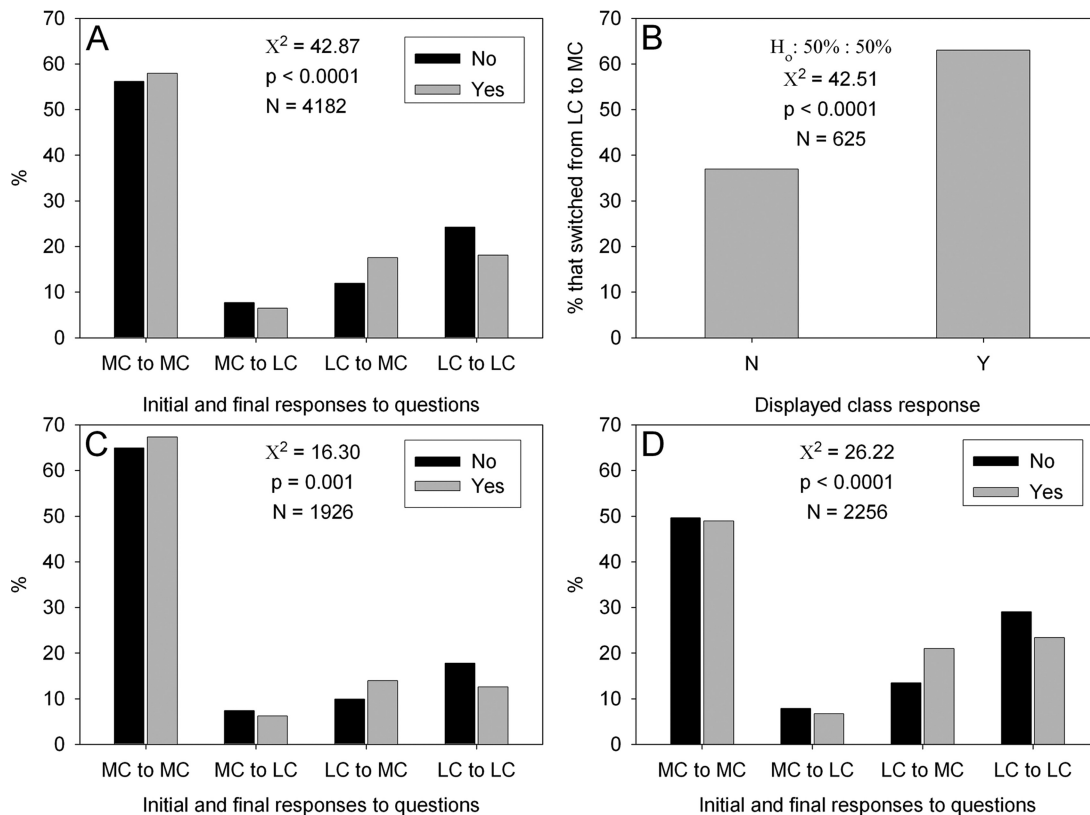 A
X² = 42.87
p < 0.0001
N = 4182
No
Yes
70
60
50
40
30
20
10
0
%
MC to MC
MC to LC
LC to MC
LC to LC
Initial and final responses to questions
B
Hₒ: 50% : 50%
X² = 42.51
p < 0.0001
N = 625
70
60
50
40
30
20
10
0
% that switched from LC to MC
N
Y
Displayed class response
C
X² = 16.30
p = 0.001
N = 1926
No
Yes
70
60
50
40
30
20
10
0
%
MC to MC
MC to LC
LC to MC
LC to LC
Initial and final responses to questions
D
X² = 26.22
p < 0.0001
N = 2256
No
Yes
70
60
50
40
30
20
10
0
%
MC to MC
MC to LC
LC to MC
LC to LC
Initial and final responses to questions